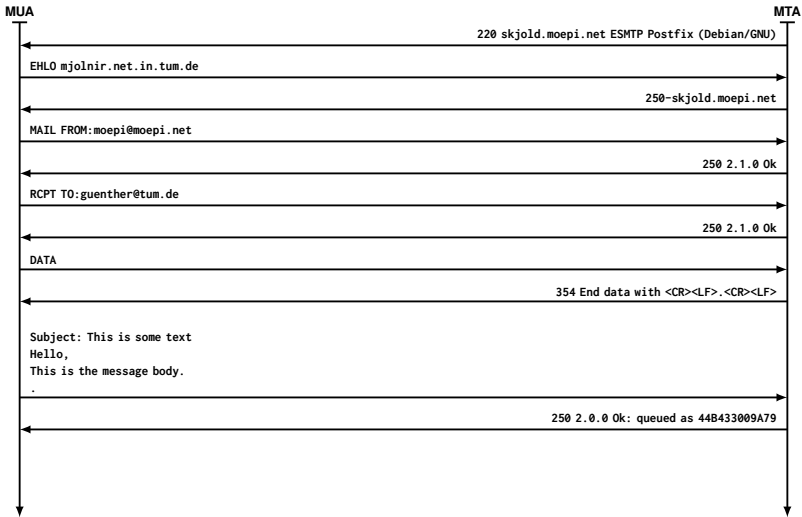 MUA
MTA
220 skjold.moepi.net ESMTP Postfix (Debian/GNU)
EHLO mjolnir.net.in.tum.de
250-skjold.moepi.net
MAIL FROM:moepi@moepi.net
250 2.1.0 Ok
RCPT TO:guenther@tum.de
250 2.1.0 Ok
DATA
354 End data with <CR><LF>.<CR><LF>
Subject: This is some text
Hello,
This is the message body.
.
250 2.0.0 Ok: queued as 44B433009A79